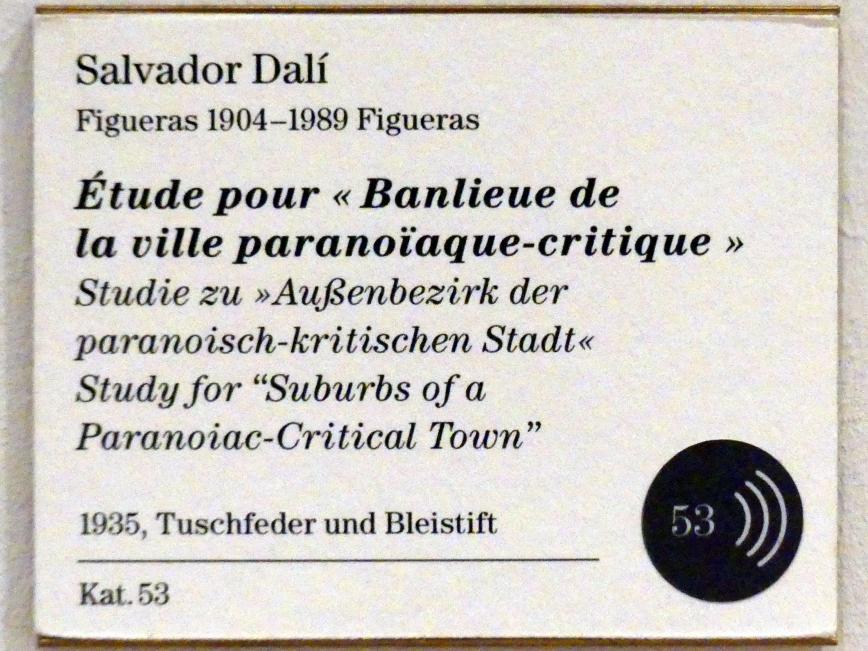 Salvador Dalí
Figueras 1904–1989 Figueras
Étude pour « Banlieue de
la ville paranoïaque-critique »
Studie zu »Außenbezirk der
paranoisch-kritischen Stadt«
Study for “Suburbs of a
Paranoiac-Critical Town”
1935, Tuschfeder und Bleistift
Kat. 53
53